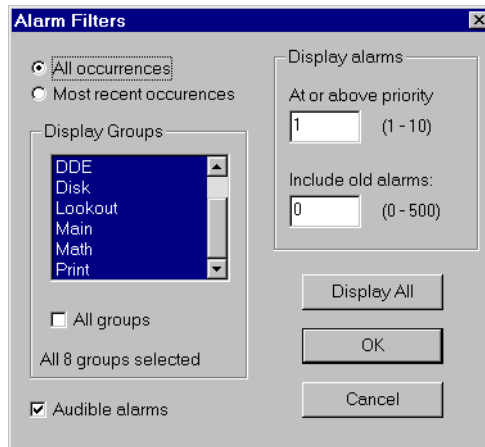 Alarm Filters
All occurrences
Most recent occurences
Display Groups
DDE
Disk
Lookout
Main
Math
Print
All groups
All 8 groups selected
Audible alarms
Display alarms
At or above priority
1 (1 - 10)
Include old alarms:
0 (0 - 500)
Display All
OK
Cancel